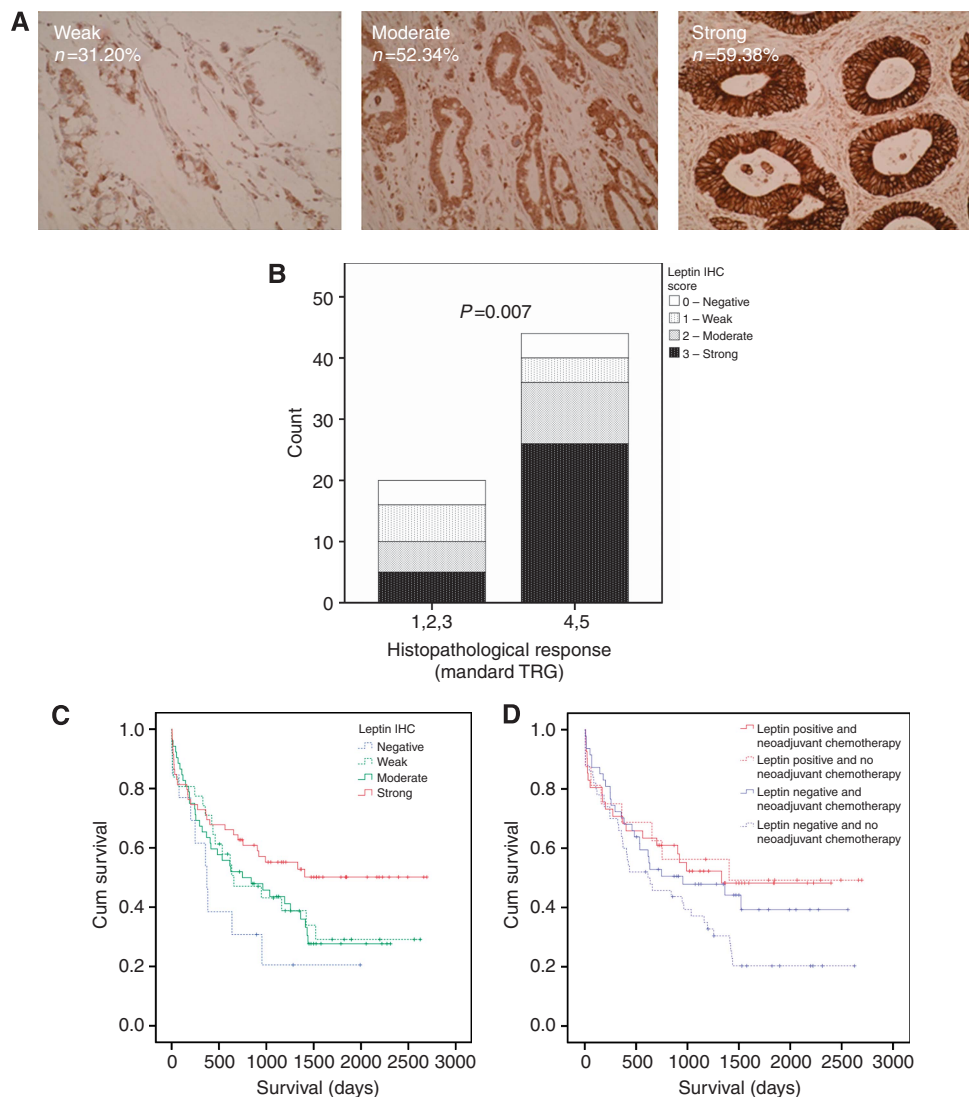 A
Weak
n=31.20%
Moderate
n=52.34%
Strong
n=59.38%
B
50
40
30
20
10
0
Count
P=0.007
Leptin IHC
score
0 – Negative
1 – Weak
2 – Moderate
3 – Strong
1,2,3
4,5
Histopathological response
(mandard TRG)
C
1.0
0.8
0.6
0.4
0.2
0.0
Cum survival
Leptin IHC
Negative
Weak
Moderate
Strong
0 500 1000 1500 2000 2500 3000
Survival (days)
D
1.0
0.8
0.6
0.4
0.2
0.0
Cum survival
Leptin positive and
neoadjuvant chemotherapy
Leptin positive and no
neoadjuvant chemotherapy
Leptin negative and
neoadjuvant chemotherapy
Leptin negative and no
neoadjuvant chemotherapy
0 500 1000 1500 2000 2500 3000
Survival (days)